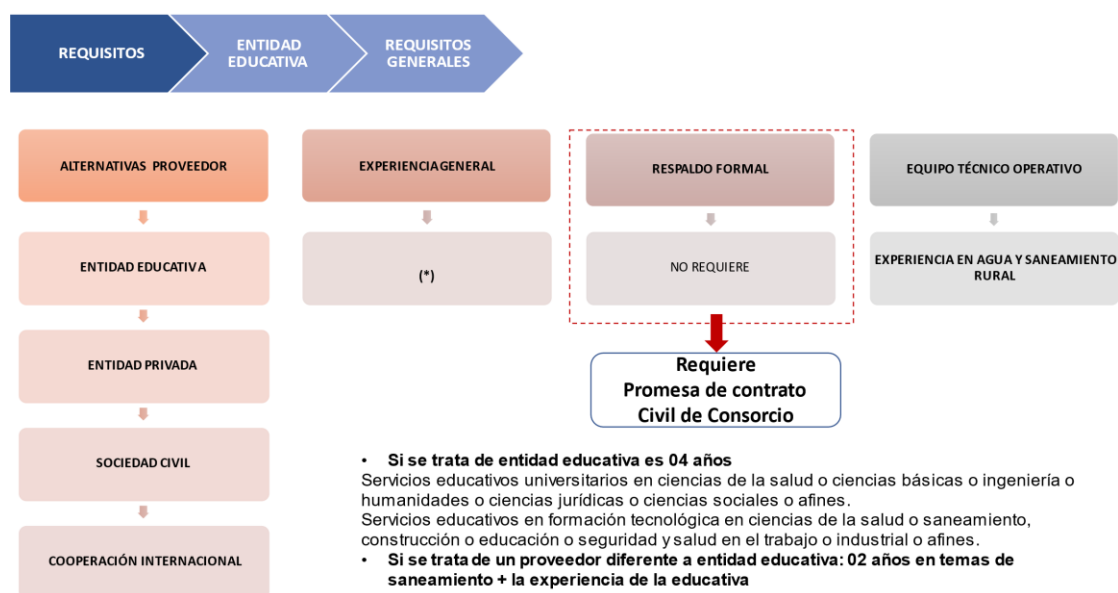 REQUISITOS
ENTIDAD
EDUCATIVA
REQUISITOS
GENERALES
ALTERNATIVAS PROVEEDOR
ENTIDAD EDUCATIVA
ENTIDAD PRIVADA
SOCIEDAD CIVIL
COOPERACIÓN INTERNACIONAL
EXPERIENCIA GENERAL
(*)
RESPALDO FORMAL
NO REQUIERE
Requiere
Promesa de contrato
Civil de Consorcio
EQUIPO TÉCNICO OPERATIVO
EXPERIENCIA EN AGUA Y SANEAMIENTO
RURAL
• Si se trata de entidad educativa es 04 años
Servicios educativos universitarios en ciencias de la salud o ciencias básicas o ingeniería o
humanidades o ciencias jurídicas o ciencias sociales o afines.
Servicios educativos en formación tecnológica en ciencias de la salud o saneamiento,
construcción o educación o seguridad y salud en el trabajo o industrial o afines.
• Si se trata de un proveedor diferente a entidad educativa: 02 años en temas de
saneamiento + la experiencia de la educativa